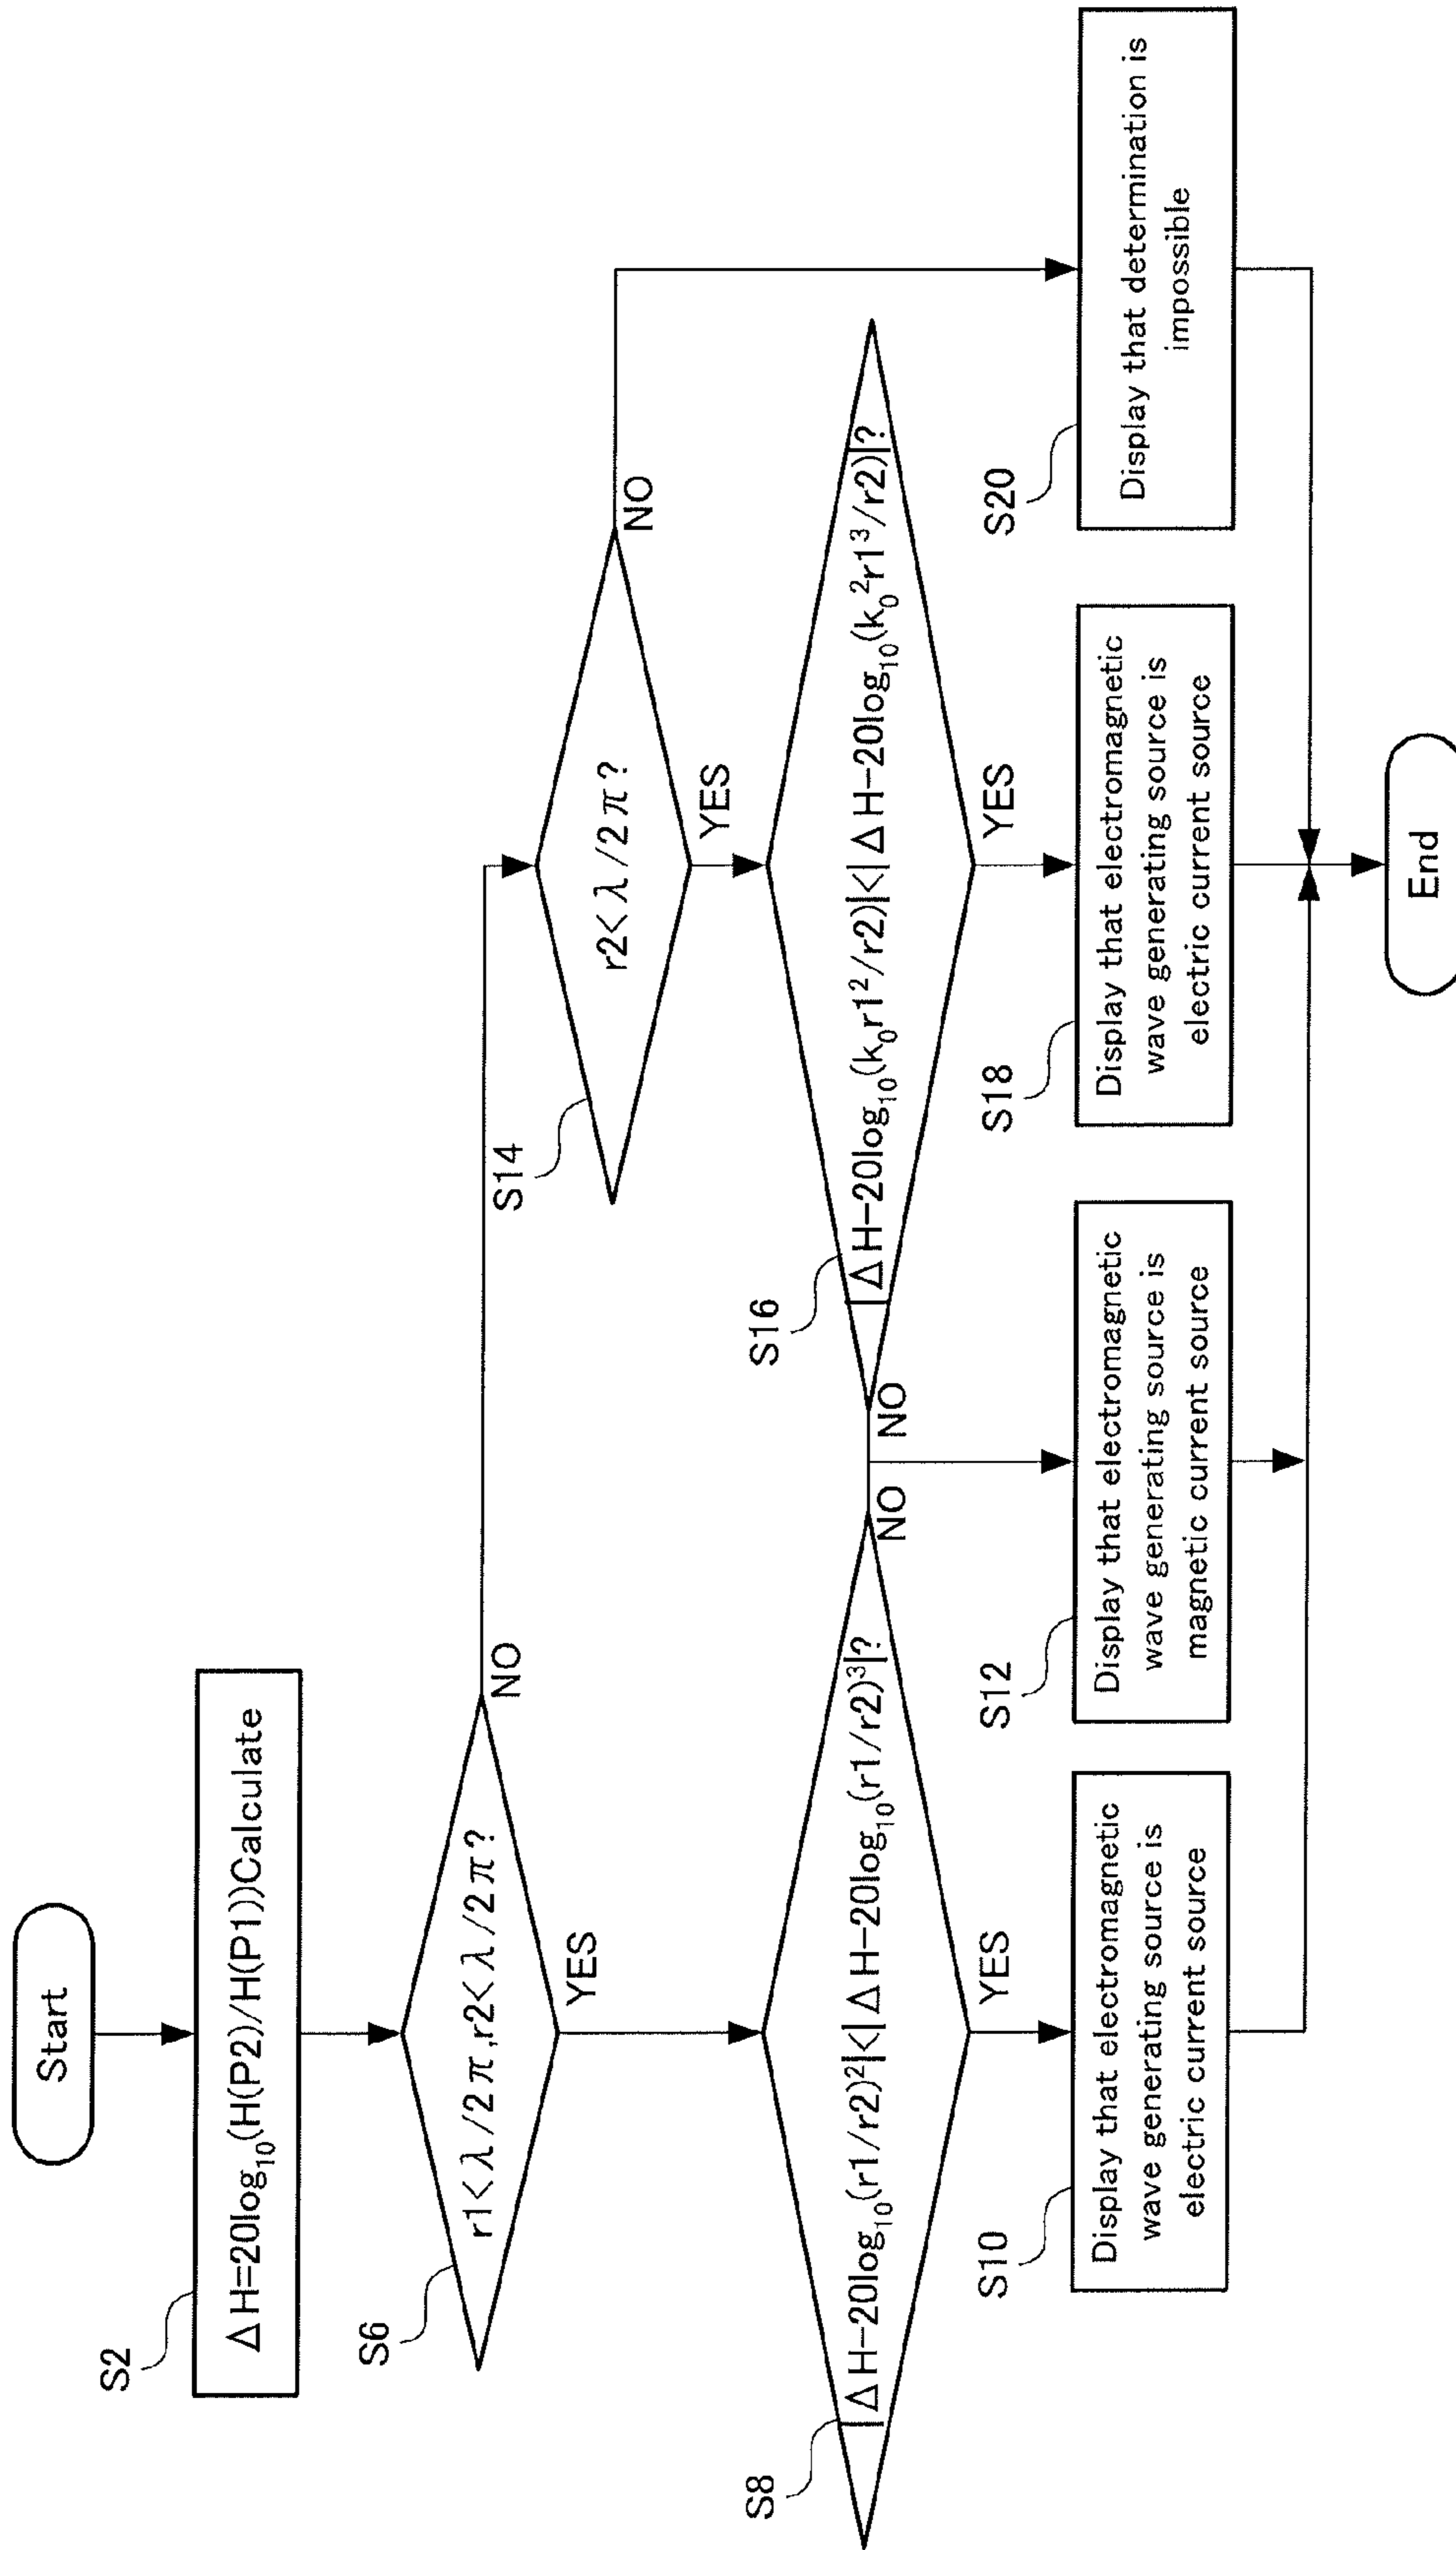 Start
S2
ΔH=20log₁₀(H(P2)/H(P1))Calculate
S6
r1<λ/2π,r2<λ/2π?
NO
YES
S14
r2<λ/2π?
NO
YES
S8
|ΔH-20log₁₀(r1/r2)²|<|ΔH-20log₁₀(r1/r2)³|?
NO
YES
S16
|ΔH-20log₁₀(k₀r1²/r2)|<|ΔH-20log₁₀(k₀²r1³/r2)|?
NO
YES
S10
Display that electromagnetic
wave generating source is
electric current source
S12
Display that electromagnetic
wave generating source is
magnetic current source
S18
Display that electromagnetic
wave generating source is
electric current source
S20
Display that determination is
impossible
End